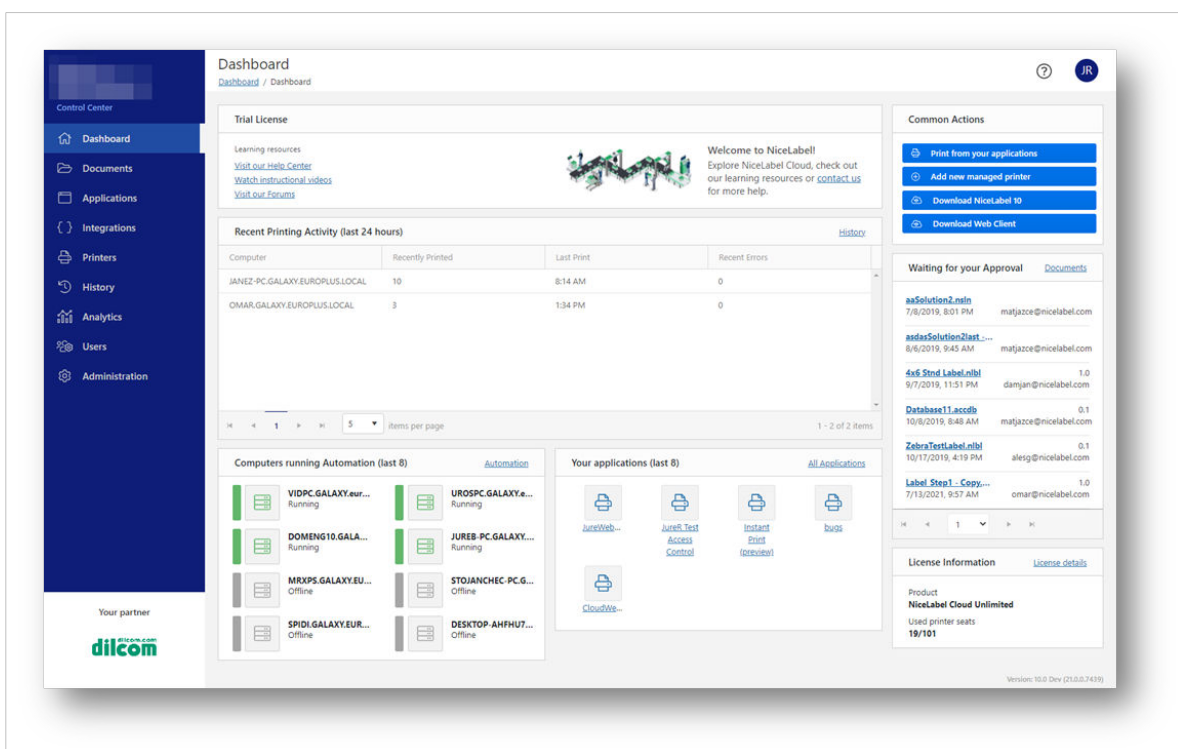 Control Center
Dashboard
Documents
Applications
Integrations
Printers
History
Analytics
Users
Administration
Your partner
dilcom.com
dilcom
Dashboard
Dashboard / Dashboard
JR
Trial License
Learning resources
Visit our Help Center
Watch instructional videos
Visit our Forums
Welcome to NiceLabel!
Explore NiceLabel Cloud, check out
our learning resources or contact us
for more help.
Recent Printing Activity (last 24 hours) History
Computer Recently Printed Last Print Recent Errors
JANEZ-PC.GALAXY.EUROPLUS.LOCAL 10 8:14 AM 0
OMAR.GALAXY.EUROPLUS.LOCAL 3 1:34 PM 0
1 5 items per page 1 - 2 of 2 items
Computers running Automation (last 8) Automation
VIDPC.GALAXY.eur...
Running
UROSPC.GALAXY.e...
Running
DOMENG10.GALA...
Running
JUREB-PC.GALAXY....
Running
MRXPS.GALAXY.EU...
Offline
STOJANCHEC-PC.G...
Offline
SPIDI.GALAXY.EUR...
Offline
DESKTOP-AHFHU7...
Offline
Your applications (last 8) All Applications
JureWeb...
JureR Test
Access
Control
Instant
Print
(preview)
bugs
CloudWe...
Common Actions
Print from your applications
Add new managed printer
Download NiceLabel 10
Download Web Client
Waiting for your Approval Documents
aaSolution2.nsln
7/8/2019, 8:01 PM matjazce@nicelabel.com
asdasSolution2last -...
8/6/2019, 9:45 AM matjazce@nicelabel.com
4x6 Stnd Label.nlbl 1.0
9/7/2019, 11:51 PM damjan@nicelabel.com
Database11.accdb 0.1
10/8/2019, 8:48 AM matjazce@nicelabel.com
ZebraTestLabel.nlbl 0.1
10/17/2019, 4:19 PM alesg@nicelabel.com
Label Step1 - Copy,... 1.0
7/13/2021, 9:57 AM omar@nicelabel.com
1
License Information License details
Product
NiceLabel Cloud Unlimited
Used printer seats
19/101
Version: 10.0 Dev (21.0.0.7439)